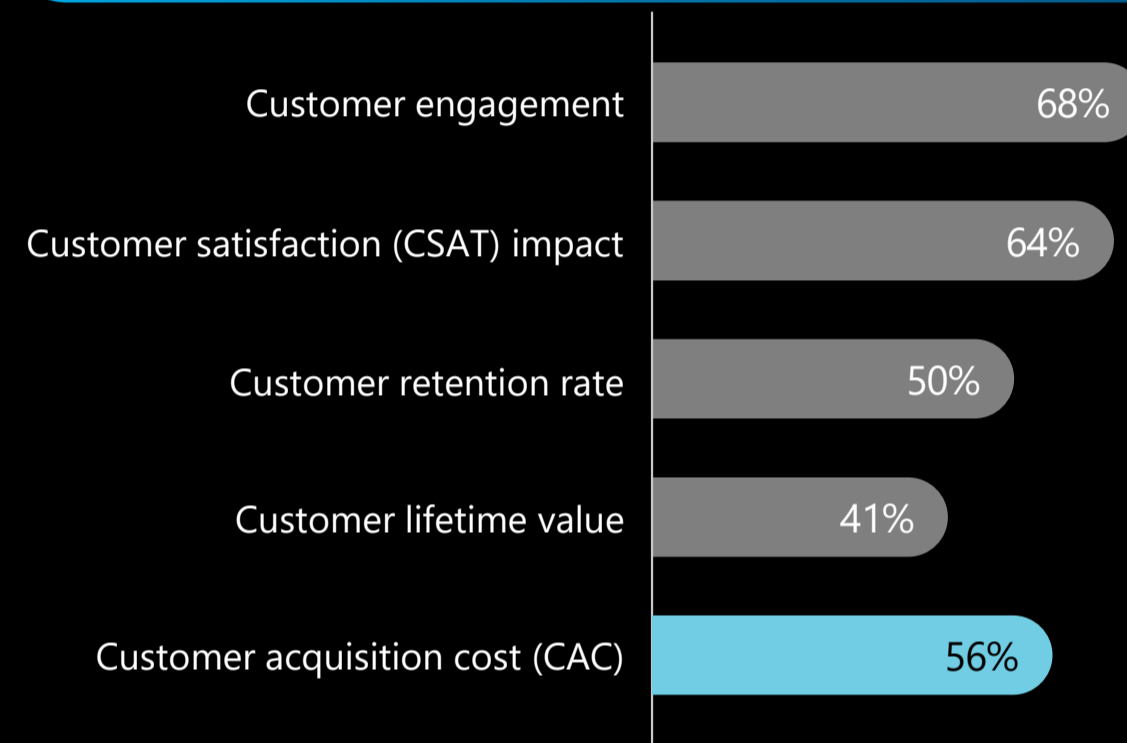 Customer engagement 68%
Customer satisfaction (CSAT) impact 64%
Customer retention rate 50%
Customer lifetime value 41%
Customer acquisition cost (CAC) 56%